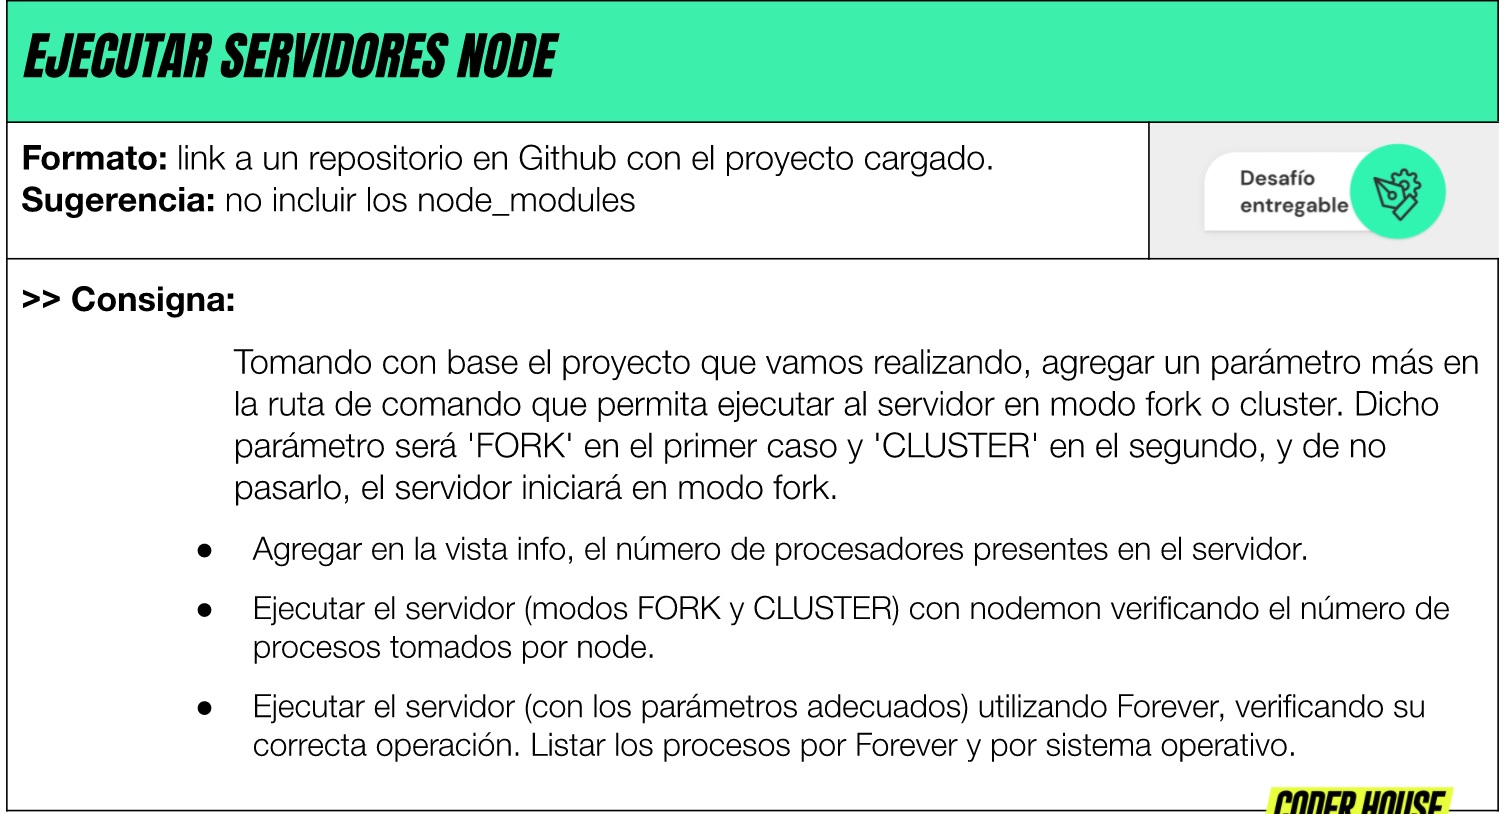 EJECUTAR SERVIDORES NODE
Formato: link a un repositorio en Github con el proyecto cargado.
Sugerencia: no incluir los node_modules
Desafío
entregable
>> Consigna:
Tomando con base el proyecto que vamos realizando, agregar un parámetro más en
la ruta de comando que permita ejecutar al servidor en modo fork o cluster. Dicho
parámetro será 'FORK' en el primer caso y 'CLUSTER' en el segundo, y de no
pasarlo, el servidor iniciará en modo fork.
● Agregar en la vista info, el número de procesadores presentes en el servidor.
● Ejecutar el servidor (modos FORK y CLUSTER) con nodemon verificando el número de
procesos tomados por node.
● Ejecutar el servidor (con los parámetros adecuados) utilizando Forever, verificando su
correcta operación. Listar los procesos por Forever y por sistema operativo.
CODER HOUSE